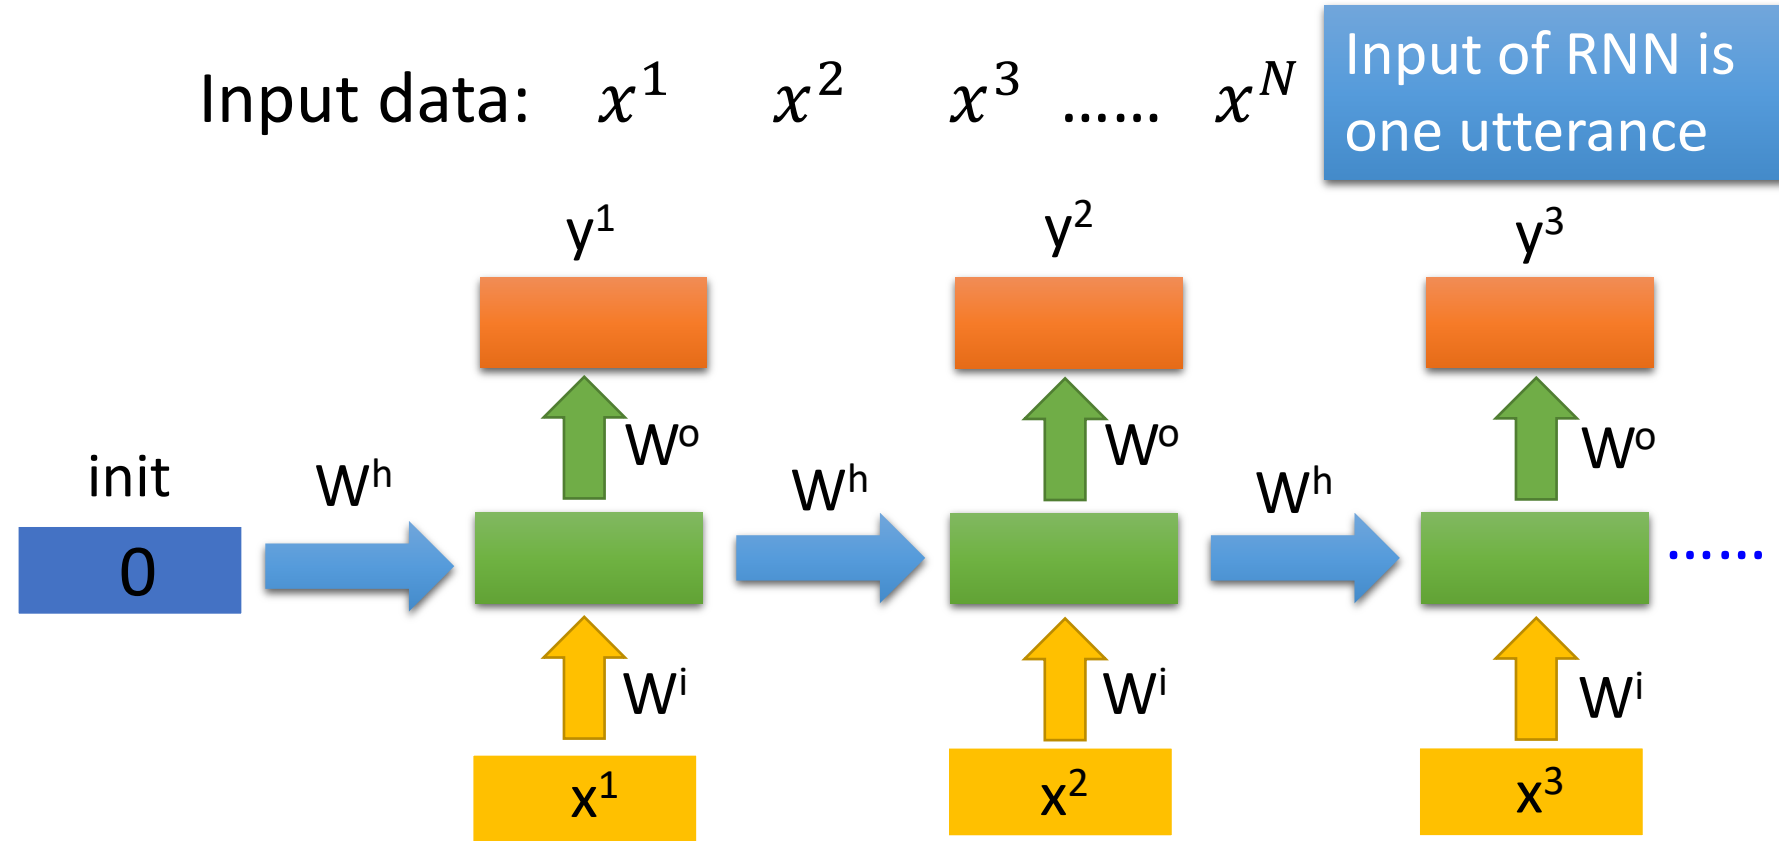 Input data: x¹ x² x³ …… xᴺ
Input of RNN is
one utterance
y¹ y² y³
Wᵒ Wᵒ Wᵒ
init Wʰ Wʰ Wʰ
0 ……
Wⁱ Wⁱ Wⁱ
x¹ x² x³